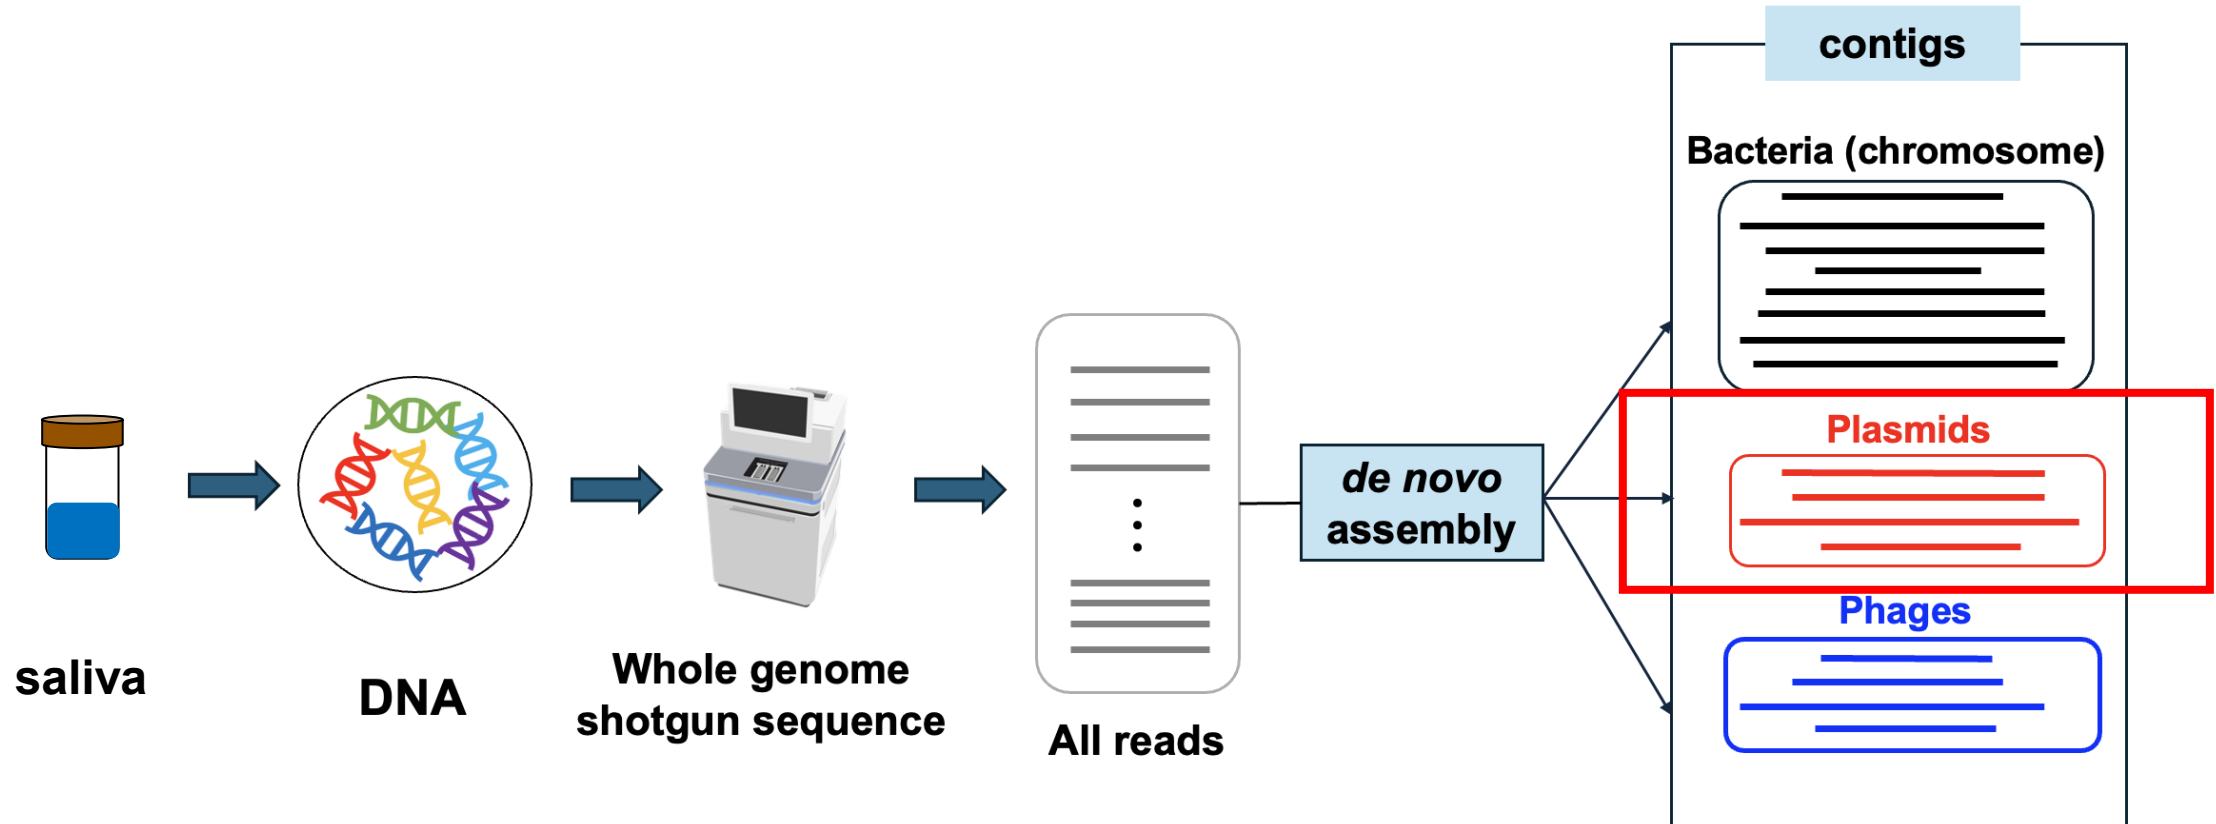 saliva
DNA
Whole genome
shotgun sequence
All reads
de novo
assembly
contigs
Bacteria (chromosome)
Plasmids
Phages